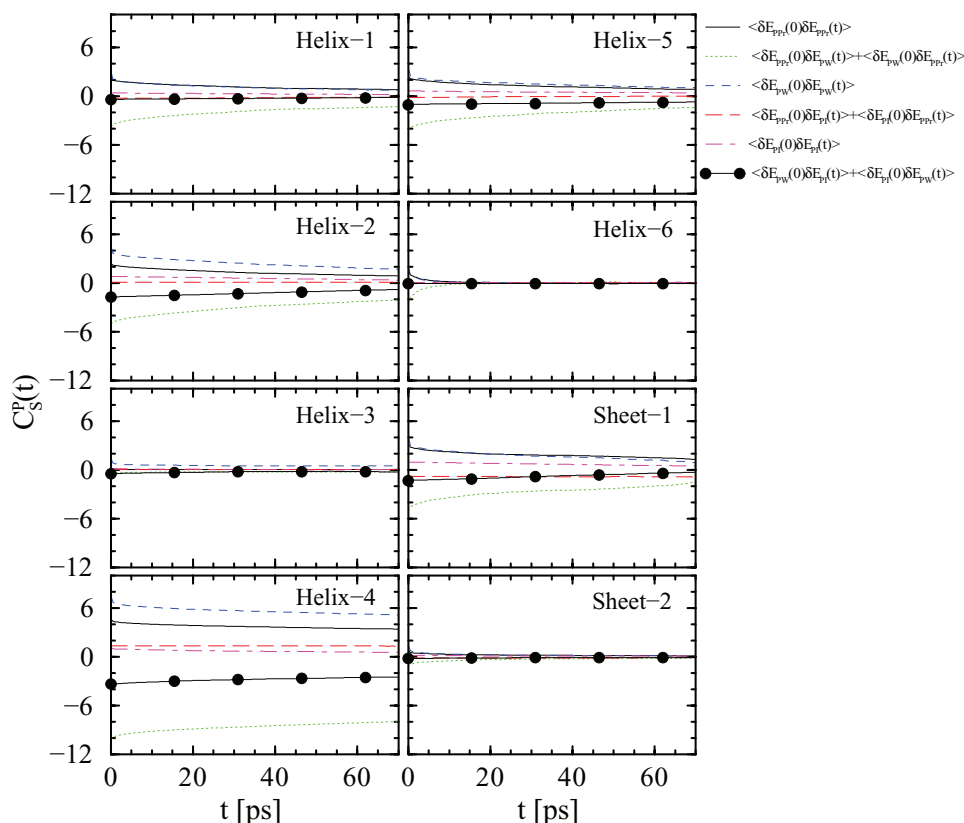 Helix−1
6
0
−6
−12
Helix−5
<δE_PPr(0)δE_PPr(t)>
<δE_PPr(0)δE_PW(t)>+<δE_PW(0)δE_PPr(t)>
<δE_PW(0)δE_PW(t)>
<δE_PPr(0)δE_PI(t)>+<δE_PI(0)δE_PPr(t)>
<δE_PI(0)δE_PI(t)>
<δE_PW(0)δE_PI(t)>+<δE_PI(0)δE_PW(t)>
Helix−2
6
0
−6
−12
Helix−6
C_S^P(t)
Helix−3
6
0
−6
−12
Sheet−1
Helix−4
6
0
−6
−12
Sheet−2
0 20 40 60
0 20 40 60
t [ps]
t [ps]